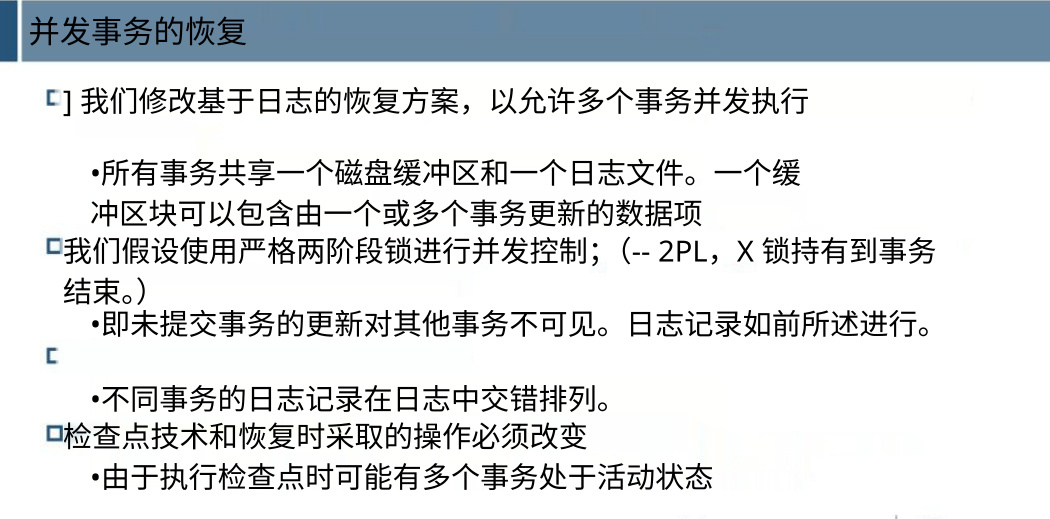 并发事务的恢复
] 我们修改基于日志的恢复方案，以允许多个事务并发执行
•所有事务共享一个磁盘缓冲区和一个日志文件。一个缓
冲区块可以包含由一个或多个事务更新的数据项
我们假设使用严格两阶段锁进行并发控制；（-- 2PL，X 锁持有到事务
结束。）
•即未提交事务的更新对其他事务不可见。日志记录如前所述进行。
•不同事务的日志记录在日志中交错排列。
检查点技术和恢复时采取的操作必须改变
•由于执行检查点时可能有多个事务处于活动状态